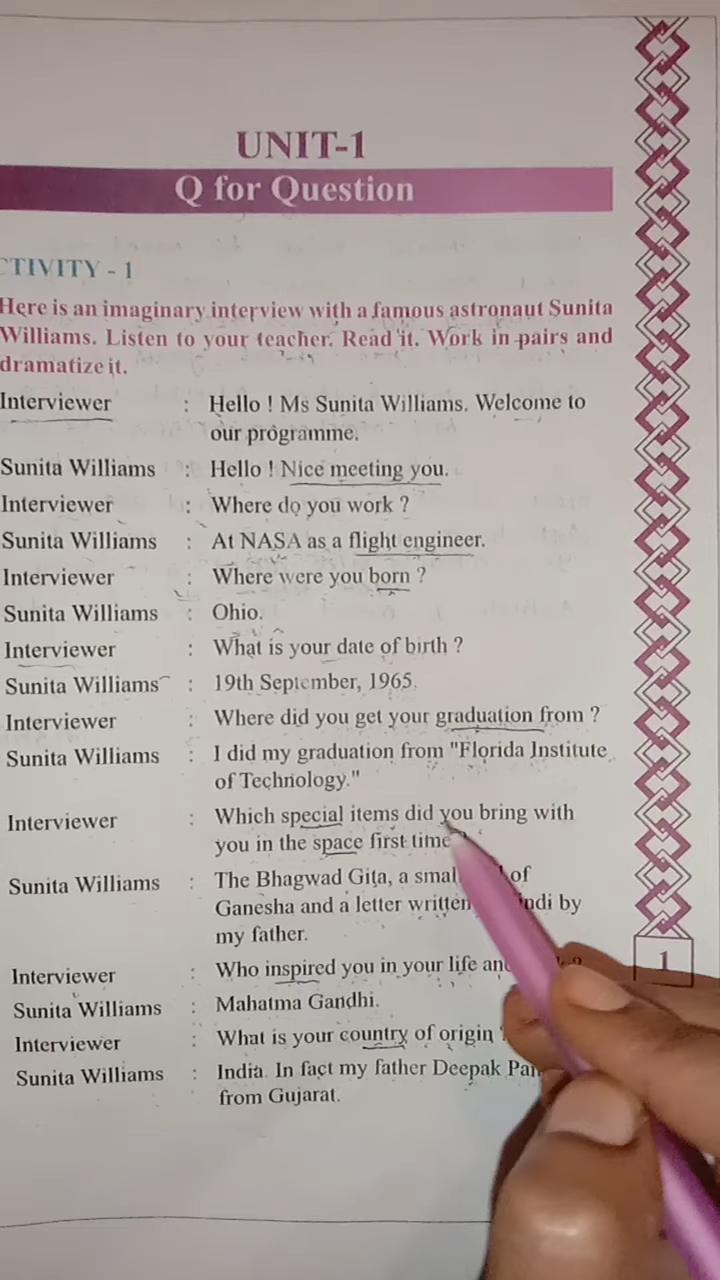 UNIT-1
Q for Question
CTIVITY - 1
Here is an imaginary interview with a famous astronaut Sunita
Williams. Listen to your teacher. Read it. Work in pairs and
dramatize it.
Interviewer : Hello ! Ms Sunita Williams. Welcome to
our programme.
Sunita Williams : Hello ! Nice meeting you.
Interviewer : Where do you work ?
Sunita Williams : At NASA as a flight engineer.
Interviewer : Where were you born ?
Sunita Williams : Ohio.
Interviewer : What is your date of birth ?
Sunita Williams : 19th September, 1965.
Interviewer : Where did you get your graduation from ?
Sunita Williams : I did my graduation from "Florida Institute
of Technology."
Interviewer : Which special items did you bring with
you in the space first time
Sunita Williams : The Bhagwad Gita, a of
Ganesha and a letter written by
my father.
Interviewer : Who inspired you in your life ?
Sunita Williams : Mahatma Gandhi.
Interviewer : What is your country of origin
Sunita Williams : India. In fact my father Deepak
from Gujarat.
1